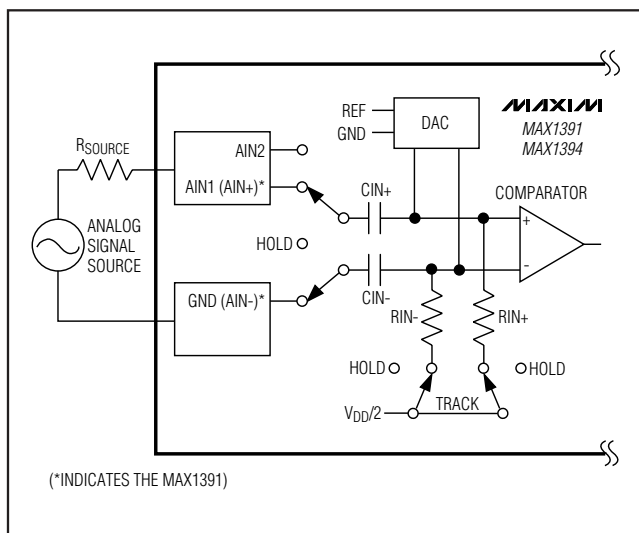 REF
GND
DAC
MAXIM
MAX1391
MAX1394
RSOURCE
AIN2
AIN1 (AIN+)*
CIN+
COMPARATOR
+
-
ANALOG
SIGNAL
SOURCE
HOLD
GND (AIN-)*
CIN-
RIN-
RIN+
HOLD
HOLD
VDD/2
TRACK
(*INDICATES THE MAX1391)